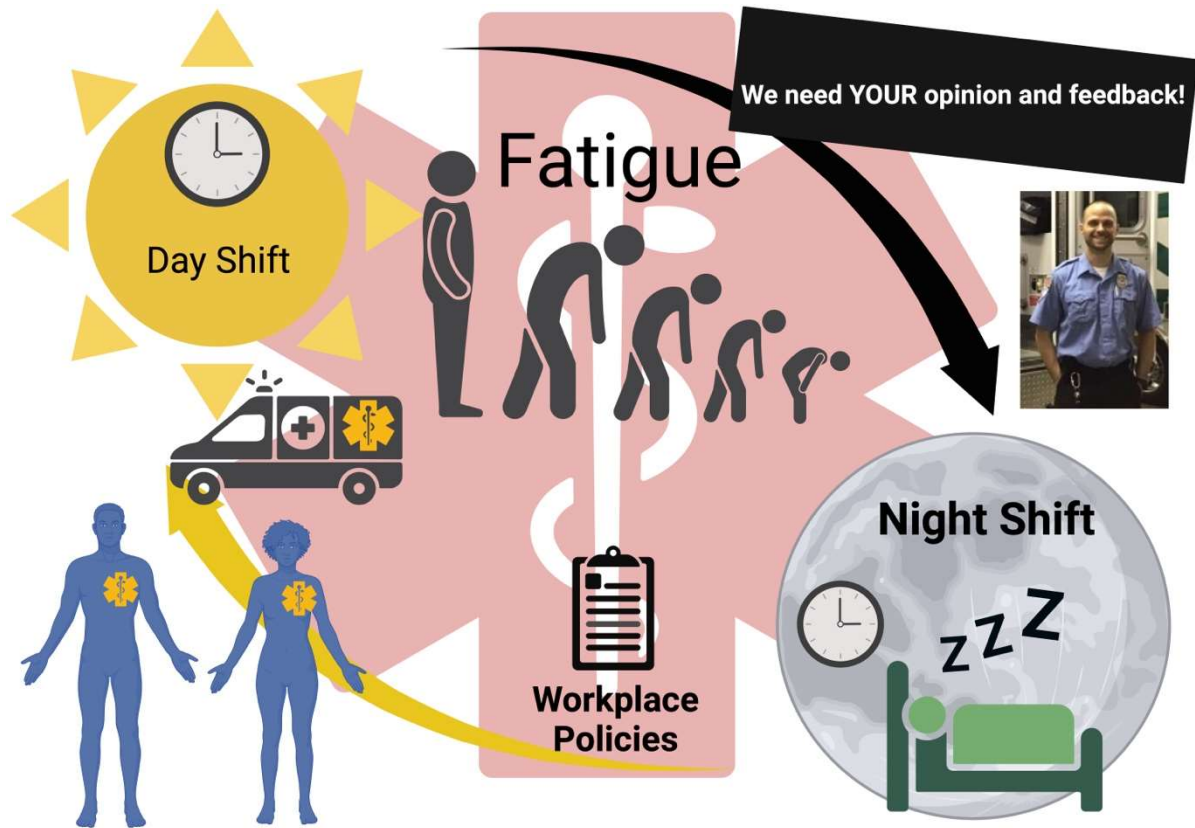 We need YOUR opinion and feedback!
Fatigue
Day Shift
Night Shift
z z Z
Workplace
Policies